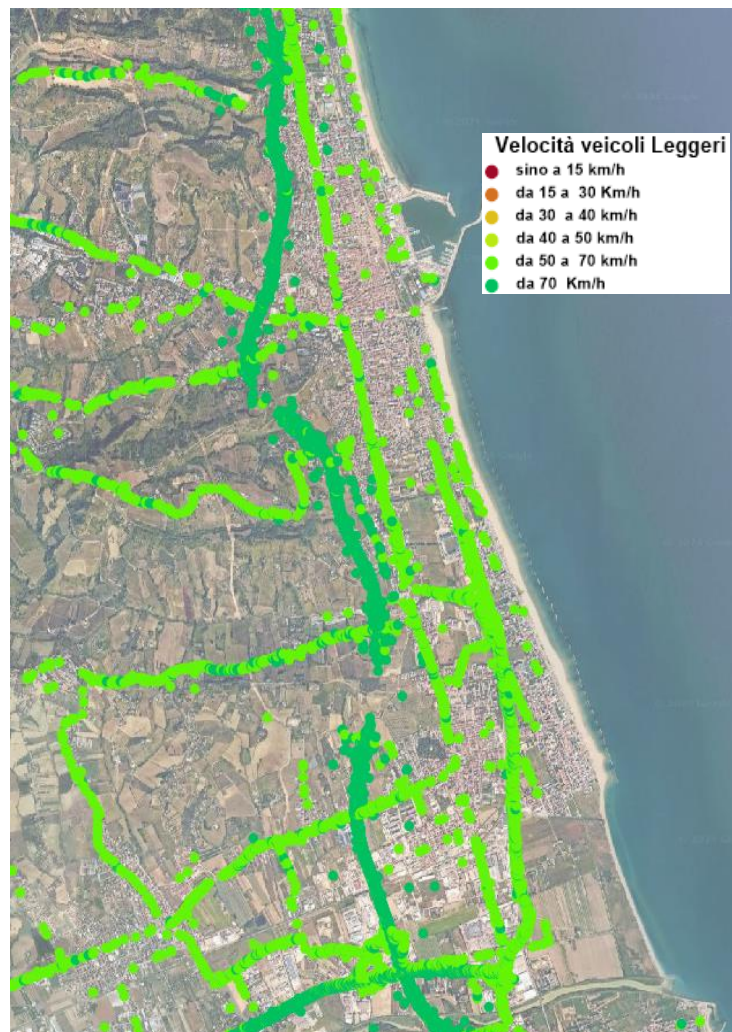 Velocità veicoli Leggeri
sino a 15 km/h
da 15 a 30 Km/h
da 30 a 40 km/h
da 40 a 50 km/h
da 50 a 70 km/h
da 70 Km/h